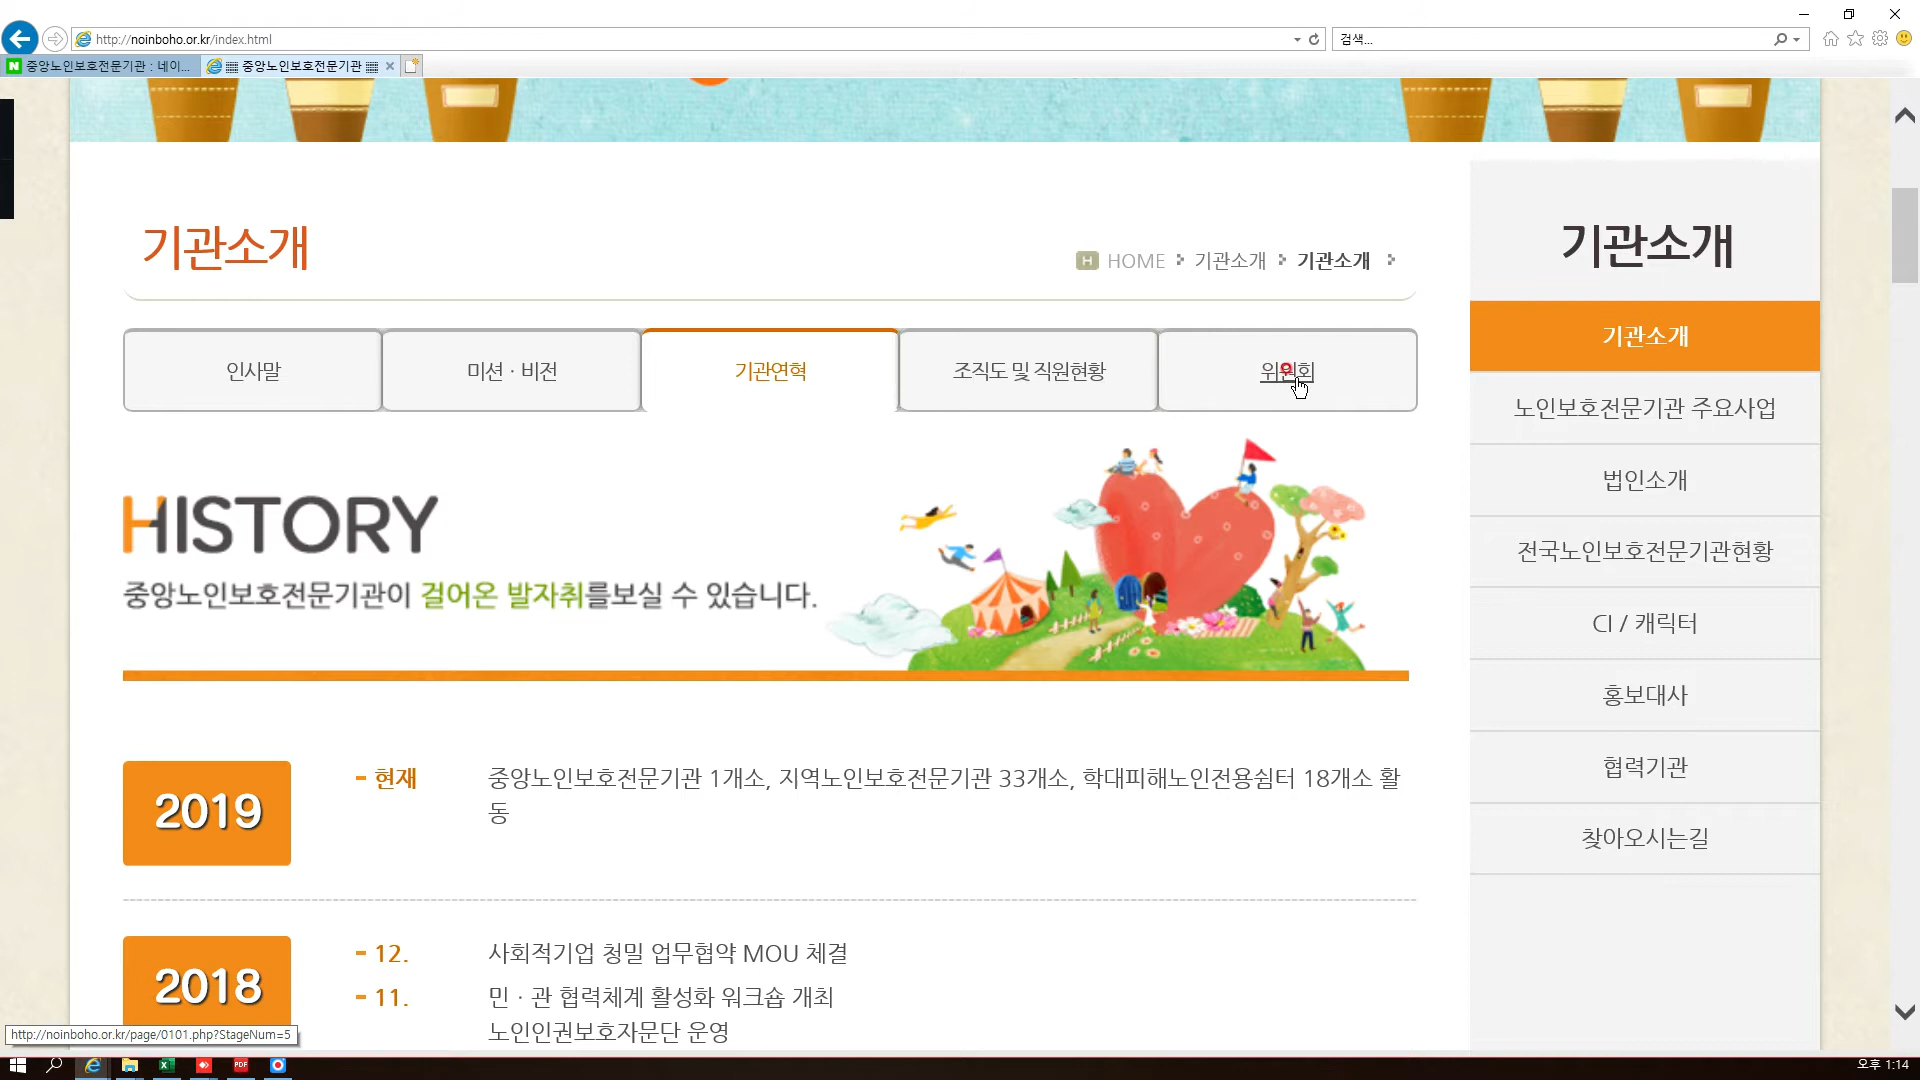 http://noinboho.or.kr/index.html
검색...
중앙노인보호전문기관 : 네이...
중앙노인보호전문기관
기관소개
HOME 기관소개 기관소개
인사말
미션 · 비전
기관연혁
조직도 및 직원현황
위원회
HISTORY
중앙노인보호전문기관이 걸어온 발자취를보실 수 있습니다.
2019
- 현재
중앙노인보호전문기관 1개소, 지역노인보호전문기관 33개소, 학대피해노인전용쉼터 18개소 활
동
2018
- 12.
사회적기업 청밀 업무협약 MOU 체결
- 11.
민 · 관 협력체계 활성화 워크숍 개최
노인인권보호자문단 운영
기관소개
기관소개
노인보호전문기관 주요사업
법인소개
전국노인보호전문기관현황
CI / 캐릭터
홍보대사
협력기관
찾아오시는길
http://noinboho.or.kr/page/0101.php?StageNum=5
PDF
오후 1:14